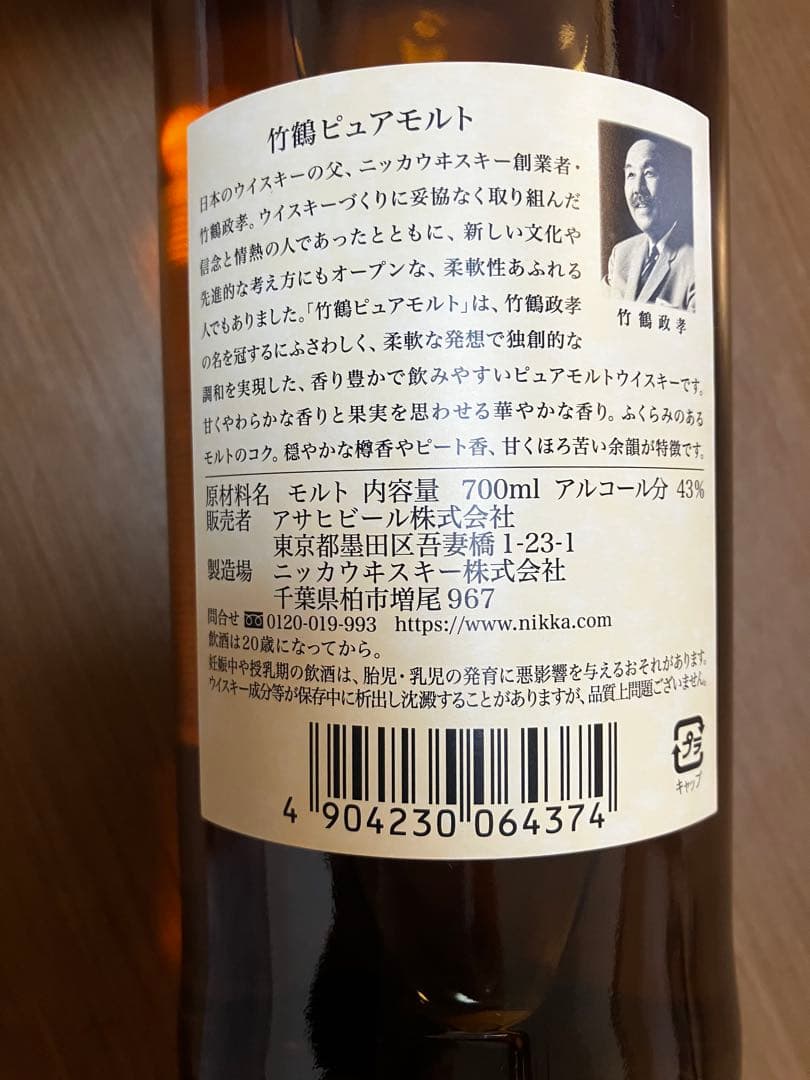 竹鶴ピュアモルト
日本のウイスキーの父、ニッカウヰスキー創業者・
竹鶴政孝。ウイスキーづくりに妥協なく取り組んだ
信念と情熱の人であったとともに、新しい文化や
先進的な考え方にもオープンな、柔軟性あふれる
人でもありました。「竹鶴ピュアモルト」は、竹鶴政孝
の名を冠するにふさわしく、柔軟な発想で独創的な
調和を実現した、香り豊かで飲みやすいピュアモルトウイスキーです。
甘くやわらかな香りと果実を思わせる華やかな香り。ふくらみのある
モルトのコク。穏やかな樽香やピート香、甘くほろ苦い余韻が特徴です。
竹鶴政孝
原材料名 モルト 内容量 700ml アルコール分 43%
販売者 アサヒビール株式会社
東京都墨田区吾妻橋1-23-1
製造場 ニッカウヰスキー株式会社
千葉県柏市増尾967
問合せ 0120-019-993 https://www.nikka.com
飲酒は20歳になってから。
妊娠中や授乳期の飲酒は、胎児・乳児の発育に悪影響を与えるおそれがあります。
ウイスキー成分等が保存中に析出し沈澱することがありますが、品質上問題ございません。
プラ
キャップ
4 904230 064374